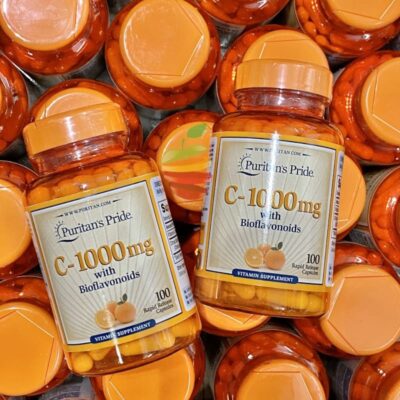 WWW.PURITAN.COM
Puritan's Pride
C-1000mg
with
Bioflavonoids
100
Rapid Release
Capsules
VITAMIN SUPPLEMENT
WWW.PURITAN.COM
Puritan's Pride
C-1000mg
with
Bioflavonoids
100
Rapid Release
Capsules
VITAMIN SUPPLEMENT